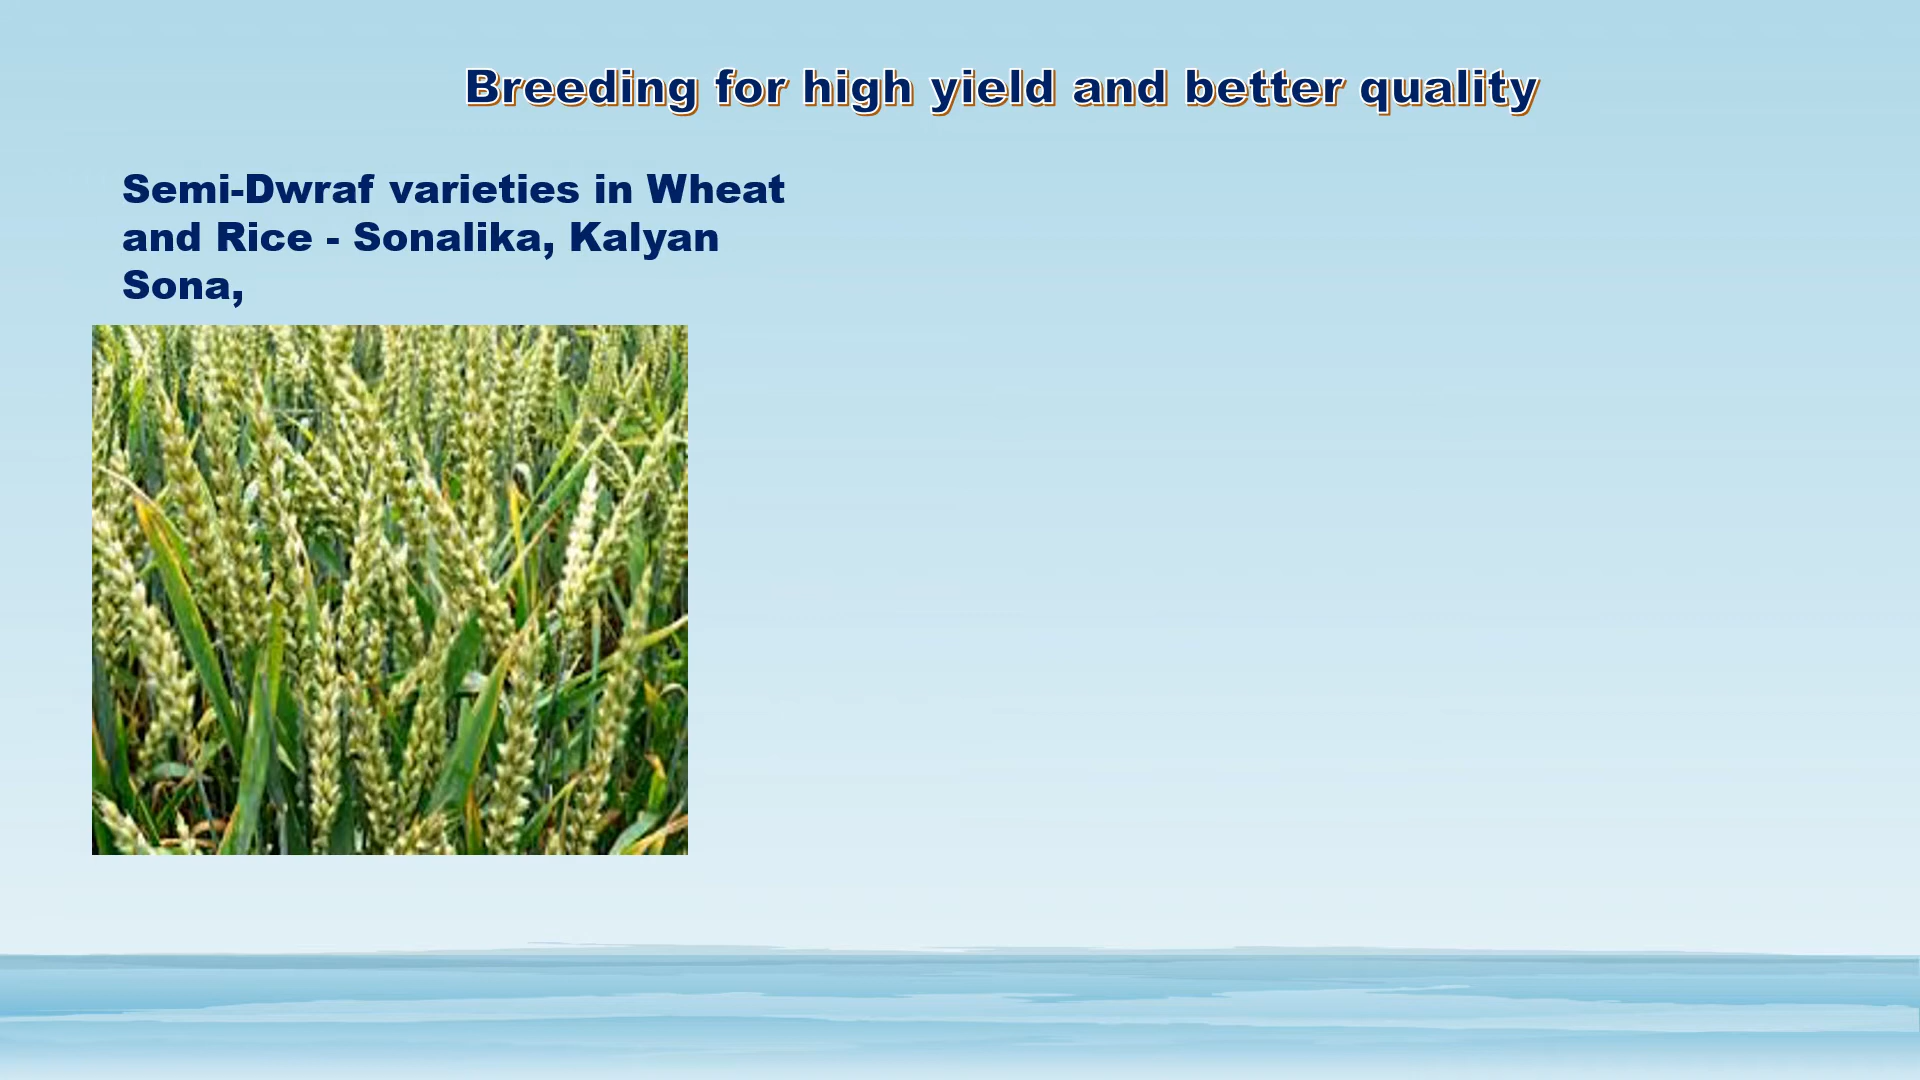 Breeding for high yield and better quality
Semi-Dwraf varieties in Wheat
and Rice - Sonalika, Kalyan
Sona,